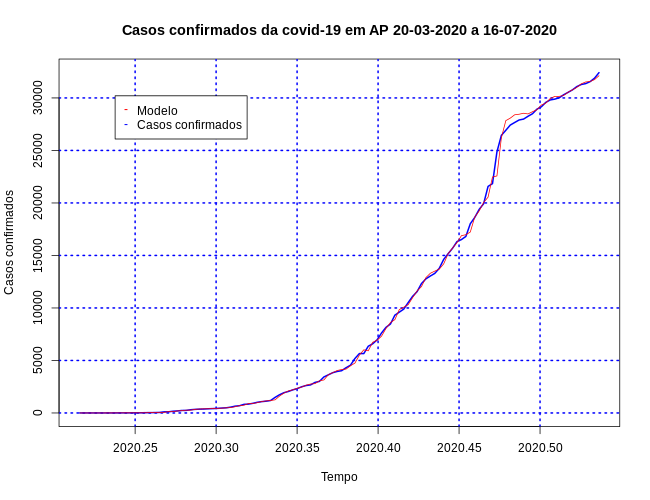 Casos confirmados da covid-19 em AP 20-03-2020 a 16-07-2020
Casos confirmados
30000
25000
20000
15000
10000
5000
0
Modelo
Casos confirmados
2020.25 2020.30 2020.35 2020.40 2020.45 2020.50
Tempo